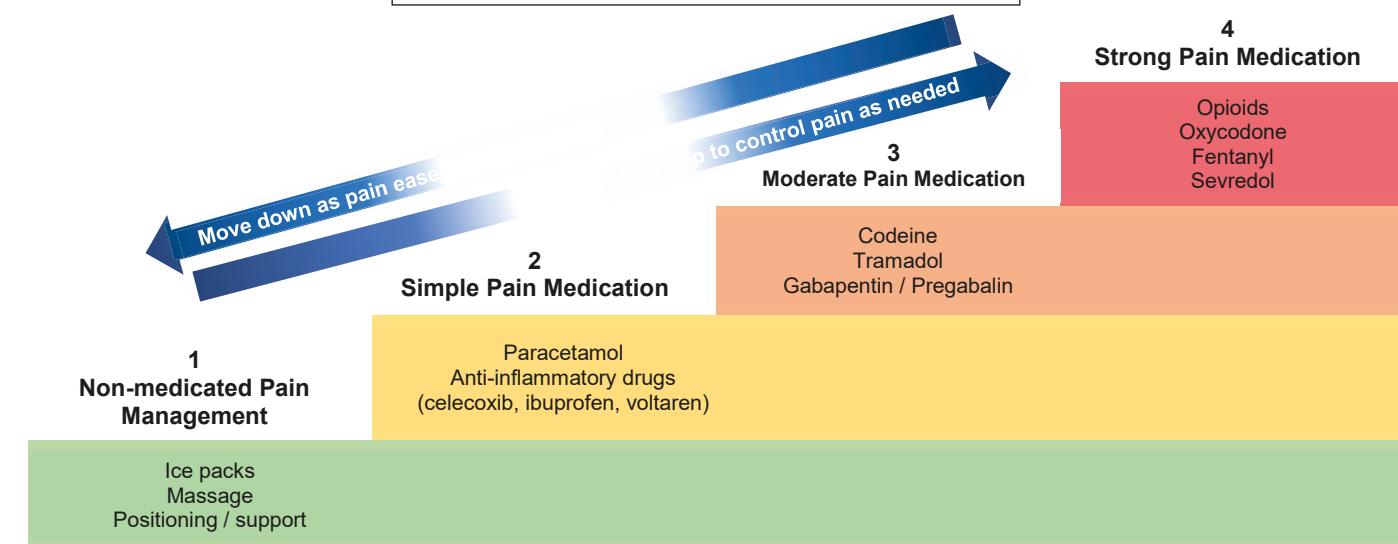 4
Strong Pain Medication
Opioids
Oxycodone
Fentanyl
Sevredol
to control pain as needed
3
Moderate Pain Medication
Codeine
Tramadol
Gabapentin / Pregabalin
Move down as pain
2
Simple Pain Medication
Paracetamol
Anti-inflammatory drugs
(celecoxib, ibuprofen, voltaren)
1
Non-medicated Pain
Management
Ice packs
Massage
Positioning / support